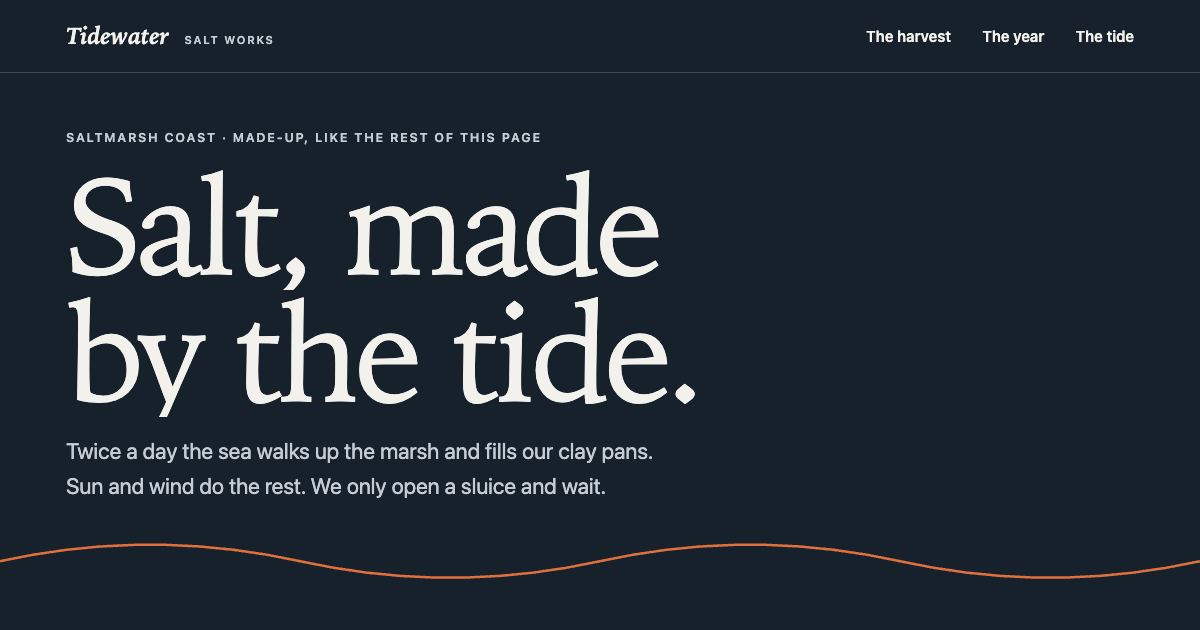 Tidewater SALT WORKS
The harvest The year The tide
SALTMARSH COAST · MADE-UP, LIKE THE REST OF THIS PAGE
Salt, made
by the tide.
Twice a day the sea walks up the marsh and fills our clay pans.
Sun and wind do the rest. We only open a sluice and wait.